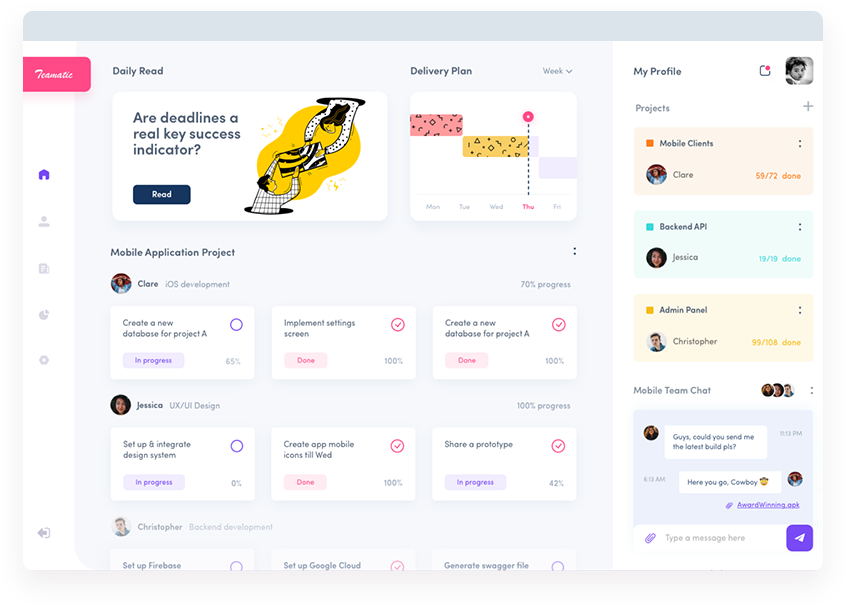 Teamatic
Daily Read
Are deadlines a
real key success
indicator?
Read
Delivery Plan
Week
Mon Tue Wed Thu Fri
Mobile Application Project
Clare iOS development 70% progress
Create a new
database for project A
In progress 65%
Implement settings
screen
Done 100%
Create a new
database for project A
Done 100%
Jessica UX/UI Design 100% progress
Set up & integrate
design system
In progress 0%
Create app mobile
icons till Wed
Done 100%
Share a prototype
In progress 42%
Christopher Backend development
Set up Firebase
Set up Google Cloud
Generate swagger file
My Profile
Projects
Mobile Clients
Clare 59/72 done
Backend API
Jessica 19/19 done
Admin Panel
Christopher 99/108 done
Mobile Team Chat
Guys, could you send me
the latest build pls?
11:13 PM
Here you go, Cowboy 🤠
AwardWinning.apk
Type a message here